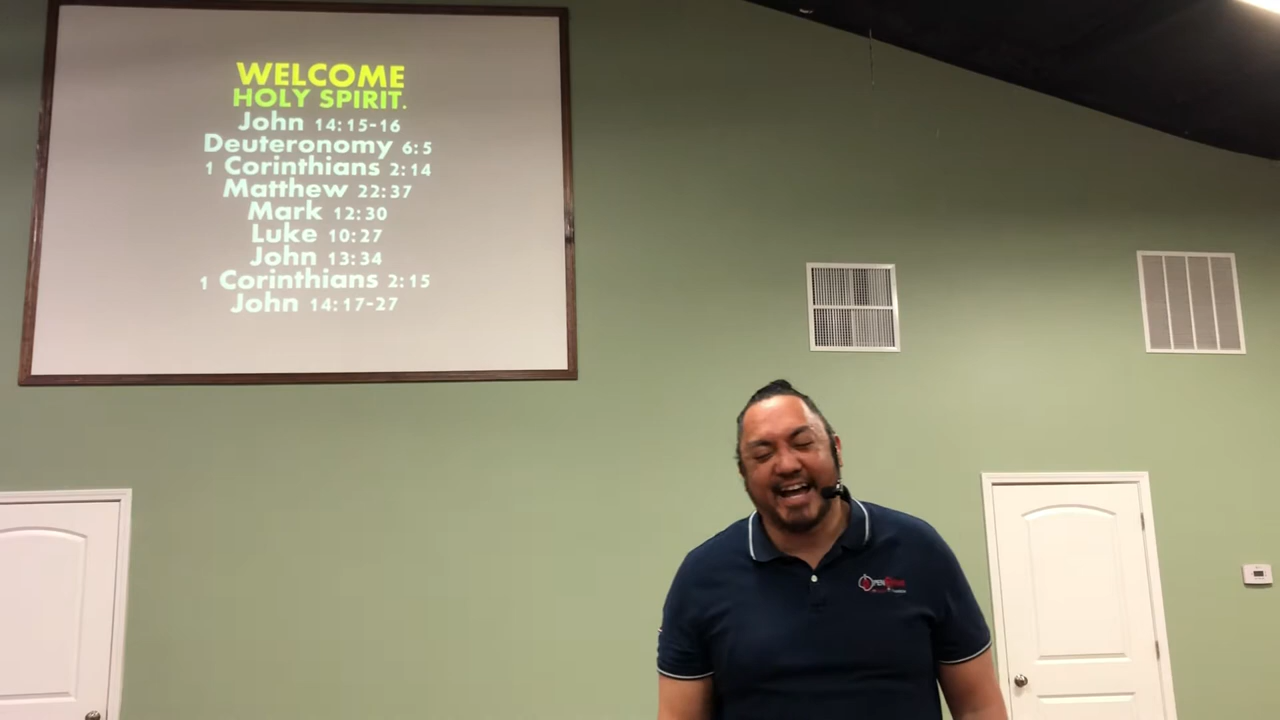 WELCOME
HOLY SPIRIT.
John 14:15-16
Deuteronomy 6:5
1 Corinthians 2:14
Matthew 22:37
Mark 12:30
Luke 10:27
John 13:34
1 Corinthians 2:15
John 14:17-27